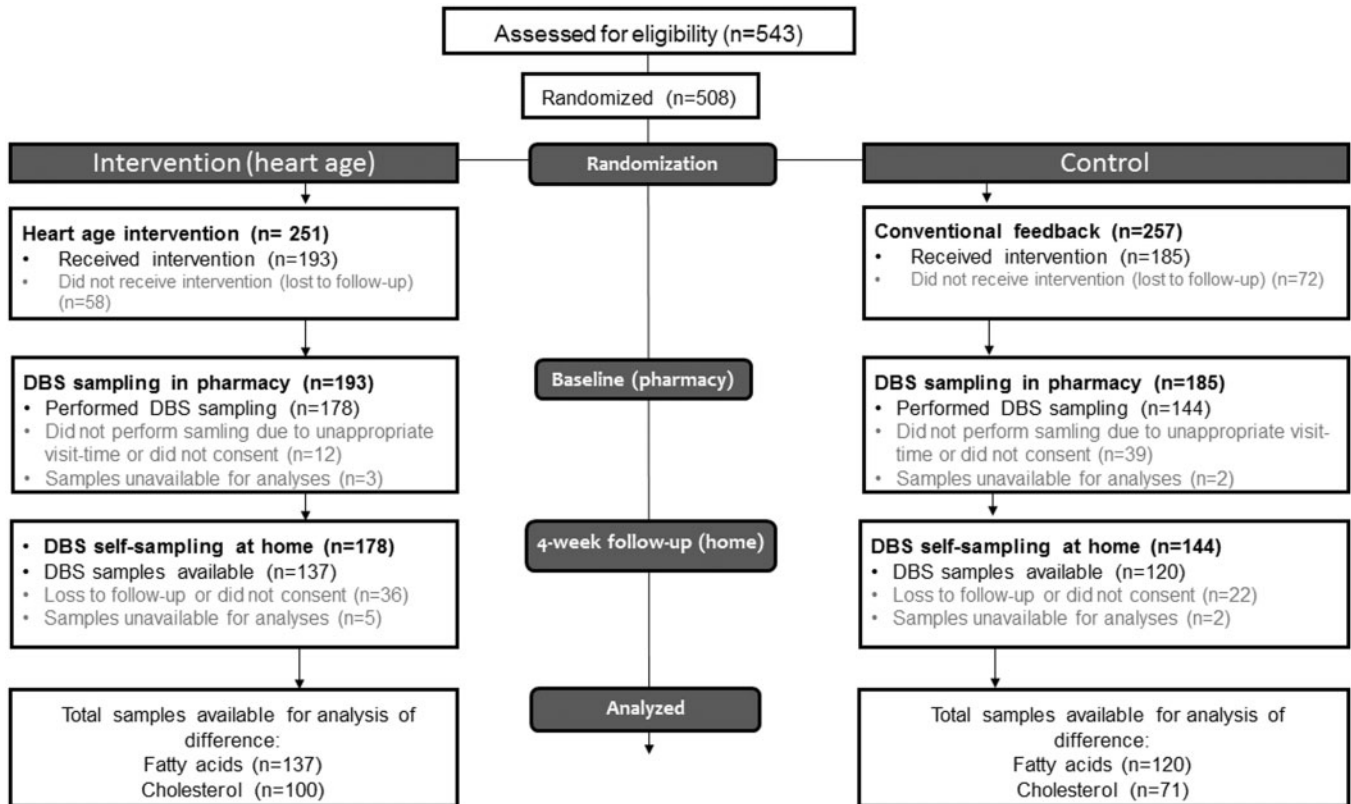 Assessed for eligibility (n=543)
Randomized (n=508)
Intervention (heart age)
Randomization
Control
Heart age intervention (n= 251)
• Received intervention (n=193)
• Did not receive intervention (lost to follow-up)
(n=58)
Conventional feedback (n=257)
• Received intervention (n=185)
• Did not receive intervention (lost to follow-up) (n=72)
DBS sampling in pharmacy (n=193)
• Performed DBS sampling (n=178)
• Did not perform samling due to unappropriate
visit-time or did not consent (n=12)
• Samples unavailable for analyses (n=3)
Baseline (pharmacy)
DBS sampling in pharmacy (n=185)
• Performed DBS sampling (n=144)
• Did not perform samling due to unappropriate visit-
time or did not consent (n=39)
• Samples unavailable for analyses (n=2)
• DBS self-sampling at home (n=178)
• DBS samples available (n=137)
• Loss to follow-up or did not consent (n=36)
• Samples unavailable for analyses (n=5)
4-week follow-up (home)
DBS self-sampling at home (n=144)
• DBS samples available (n=120)
• Loss to follow-up or did not consent (n=22)
• Samples unavailable for analyses (n=2)
Total samples available for analysis of
difference:
Fatty acids (n=137)
Cholesterol (n=100)
Analyzed
Total samples available for analysis of
difference:
Fatty acids (n=120)
Cholesterol (n=71)